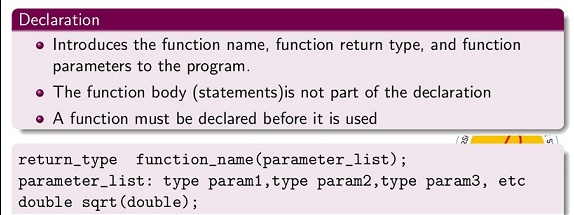 Declaration
Introduces the function name, function return type, and function
parameters to the program.
The function body (statements)is not part of the declaration
A function must be declared before it is used
return_type  function_name(parameter_list);
parameter_list: type param1,type param2,type param3, etc
double sqrt(double);